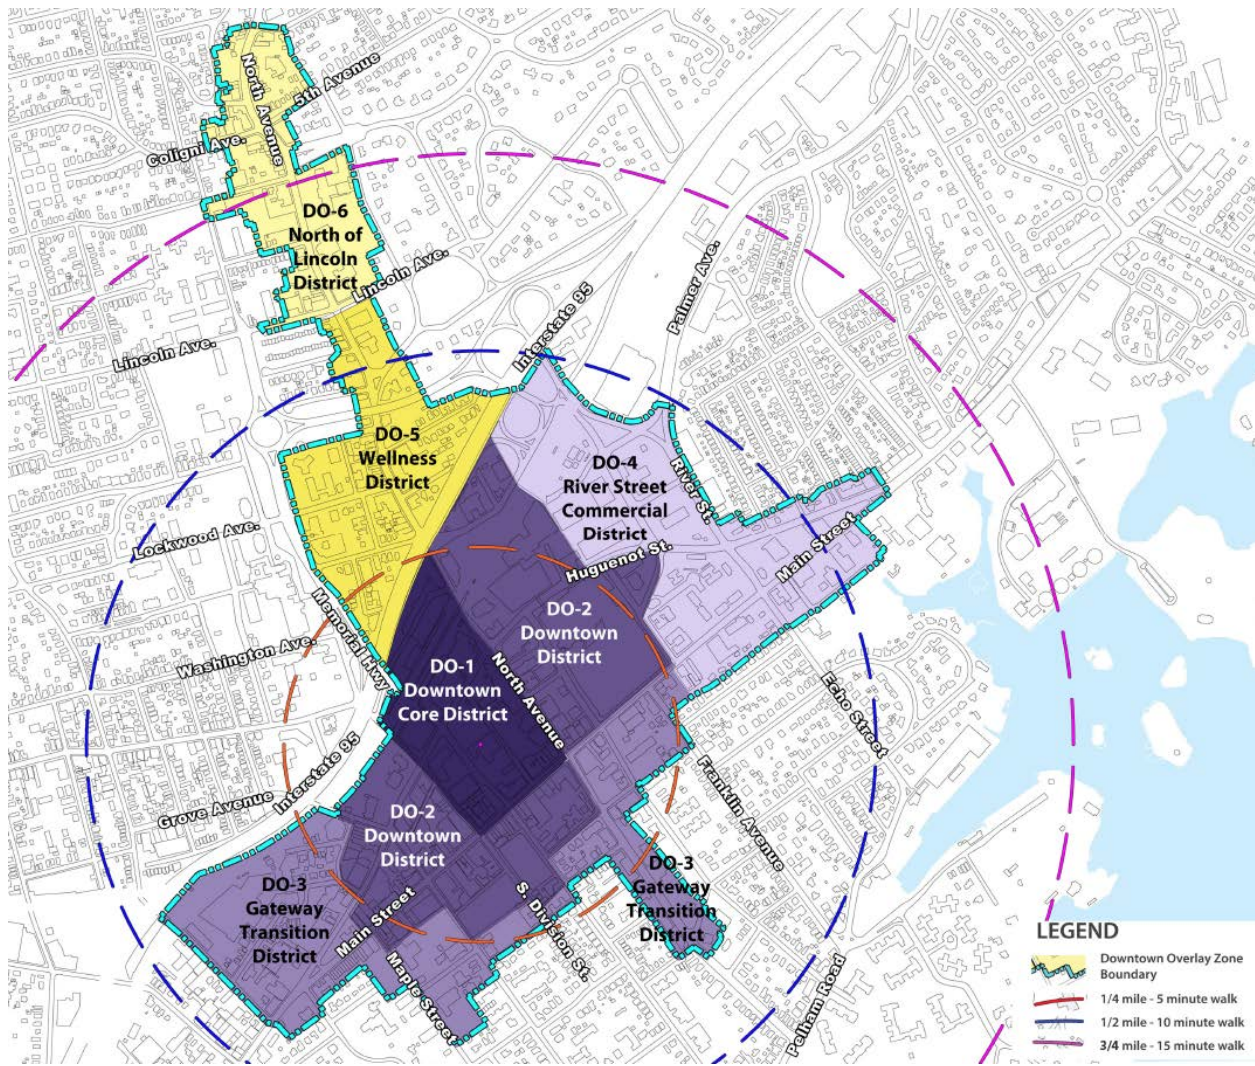 North Avenue
5th Avenue
Coligni Ave.
DO-6
North of
Lincoln
District
Lincoln Ave.
Palmer Ave.
Interstate 95
Lincoln Ave.
DO-5
Wellness
District
DO-4
River Street
Commercial
District
River St.
Lockwood Ave.
Huguenot St.
Main Street
Memorial Hwy
DO-2
Downtown
District
Washington Ave.
DO-1
Downtown
Core District
North Avenue
Echo Street
Interstate 95
Grove Avenue
Franklin Avenue
DO-2
Downtown
District
DO-3
Gateway
Transition
District
DO-3
Gateway
Transition
District
Main Street
S. Division St.
Maple Street
Pelham Road
LEGEND
Downtown Overlay Zone
Boundary
1/4 mile - 5 minute walk
1/2 mile - 10 minute walk
3/4 mile - 15 minute walk